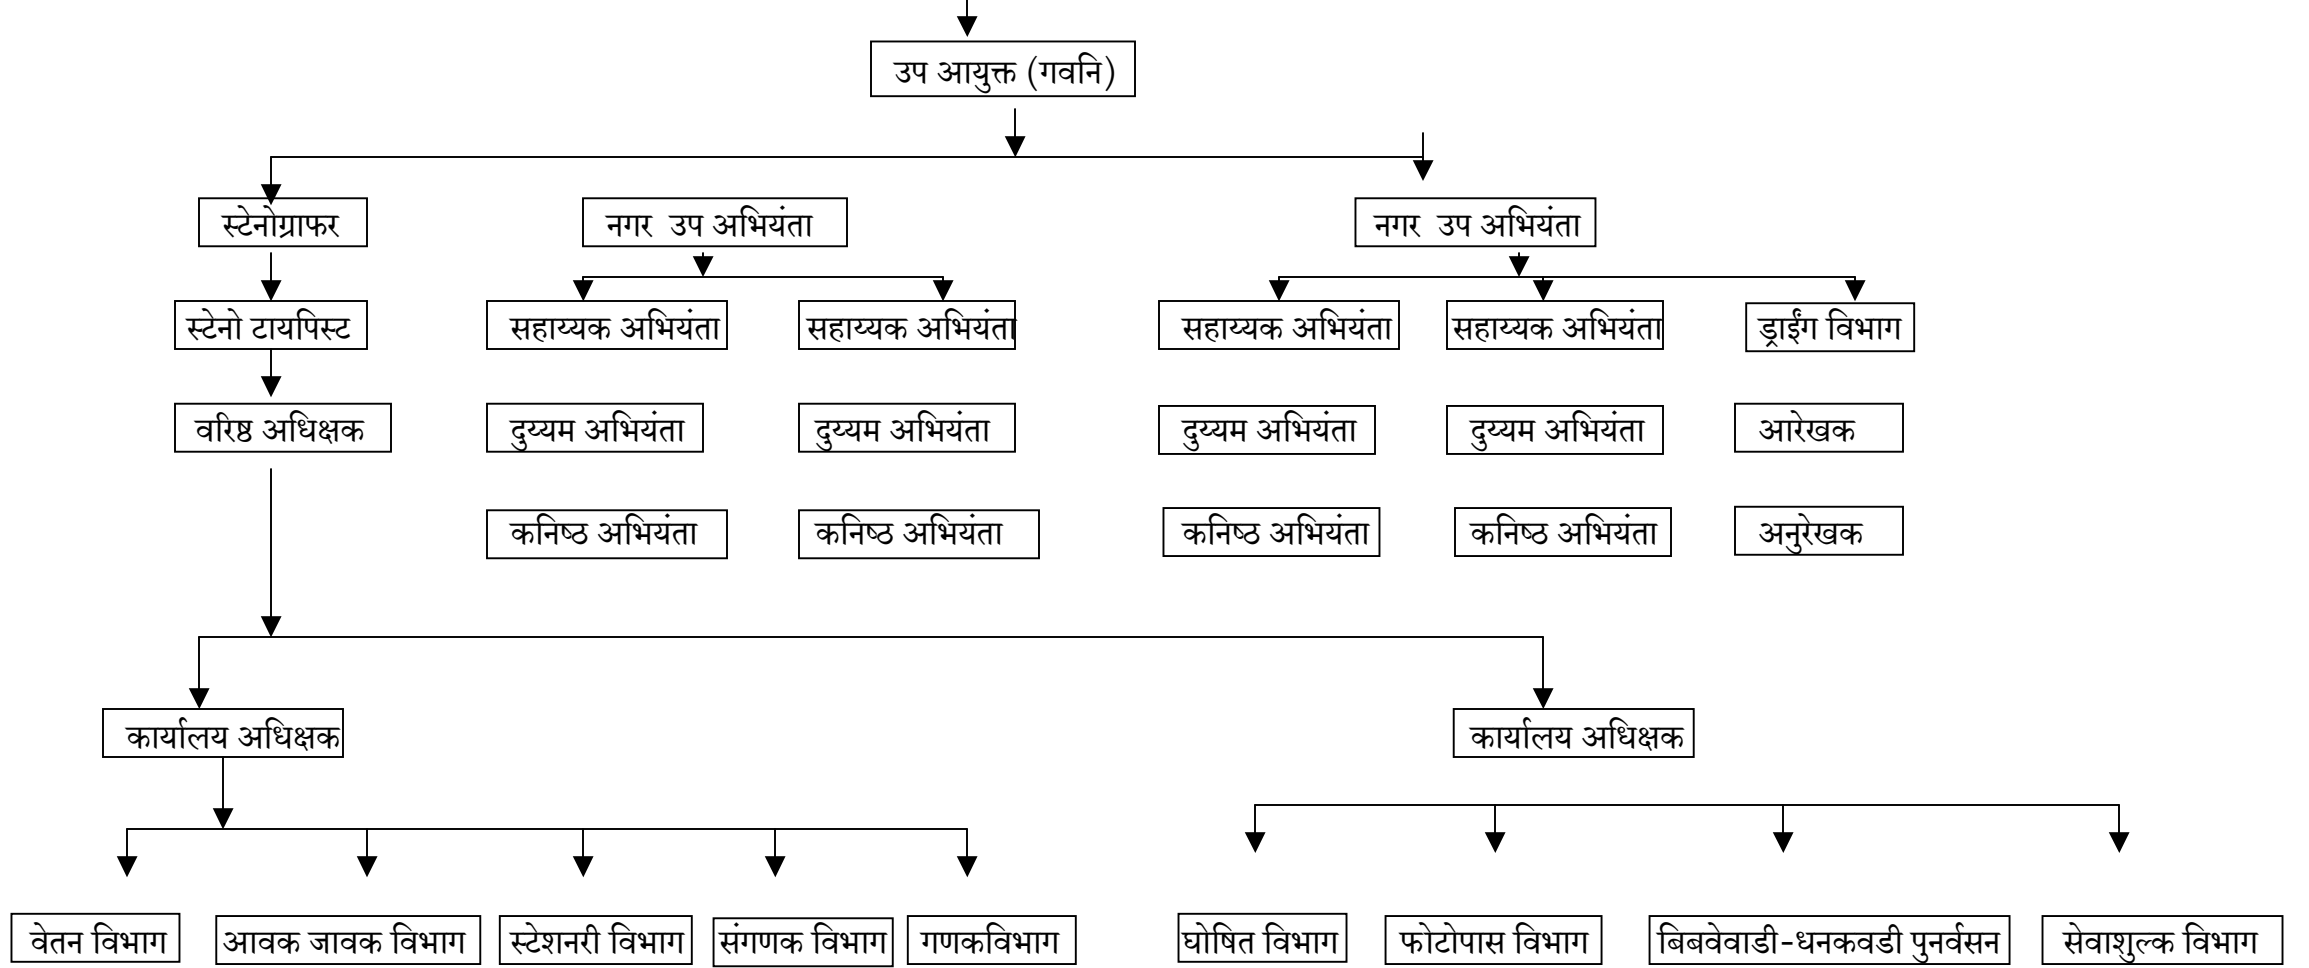 उप आयुक्त (गवनि)
स्टेनोग्राफर नगर उप अभियंता नगर उप अभियंता
स्टेनो टायपिस्ट सहाय्यक अभियंता सहाय्यक अभियंता सहाय्यक अभियंता सहाय्यक अभियंता ड्राईंग विभाग
वरिष्ठ अधिक्षक दुय्यम अभियंता दुय्यम अभियंता दुय्यम अभियंता दुय्यम अभियंता आरेखक
कनिष्ठ अभियंता कनिष्ठ अभियंता कनिष्ठ अभियंता कनिष्ठ अभियंता अनुरेखक
कार्यालय अधिक्षक कार्यालय अधिक्षक
वेतन विभाग आवक जावक विभाग स्टेशनरी विभाग संगणक विभाग गणकविभाग घोषित विभाग फोटोपास विभाग बिबवेवाडी-धनकवडी पुनर्वसन सेवाशुल्क विभाग